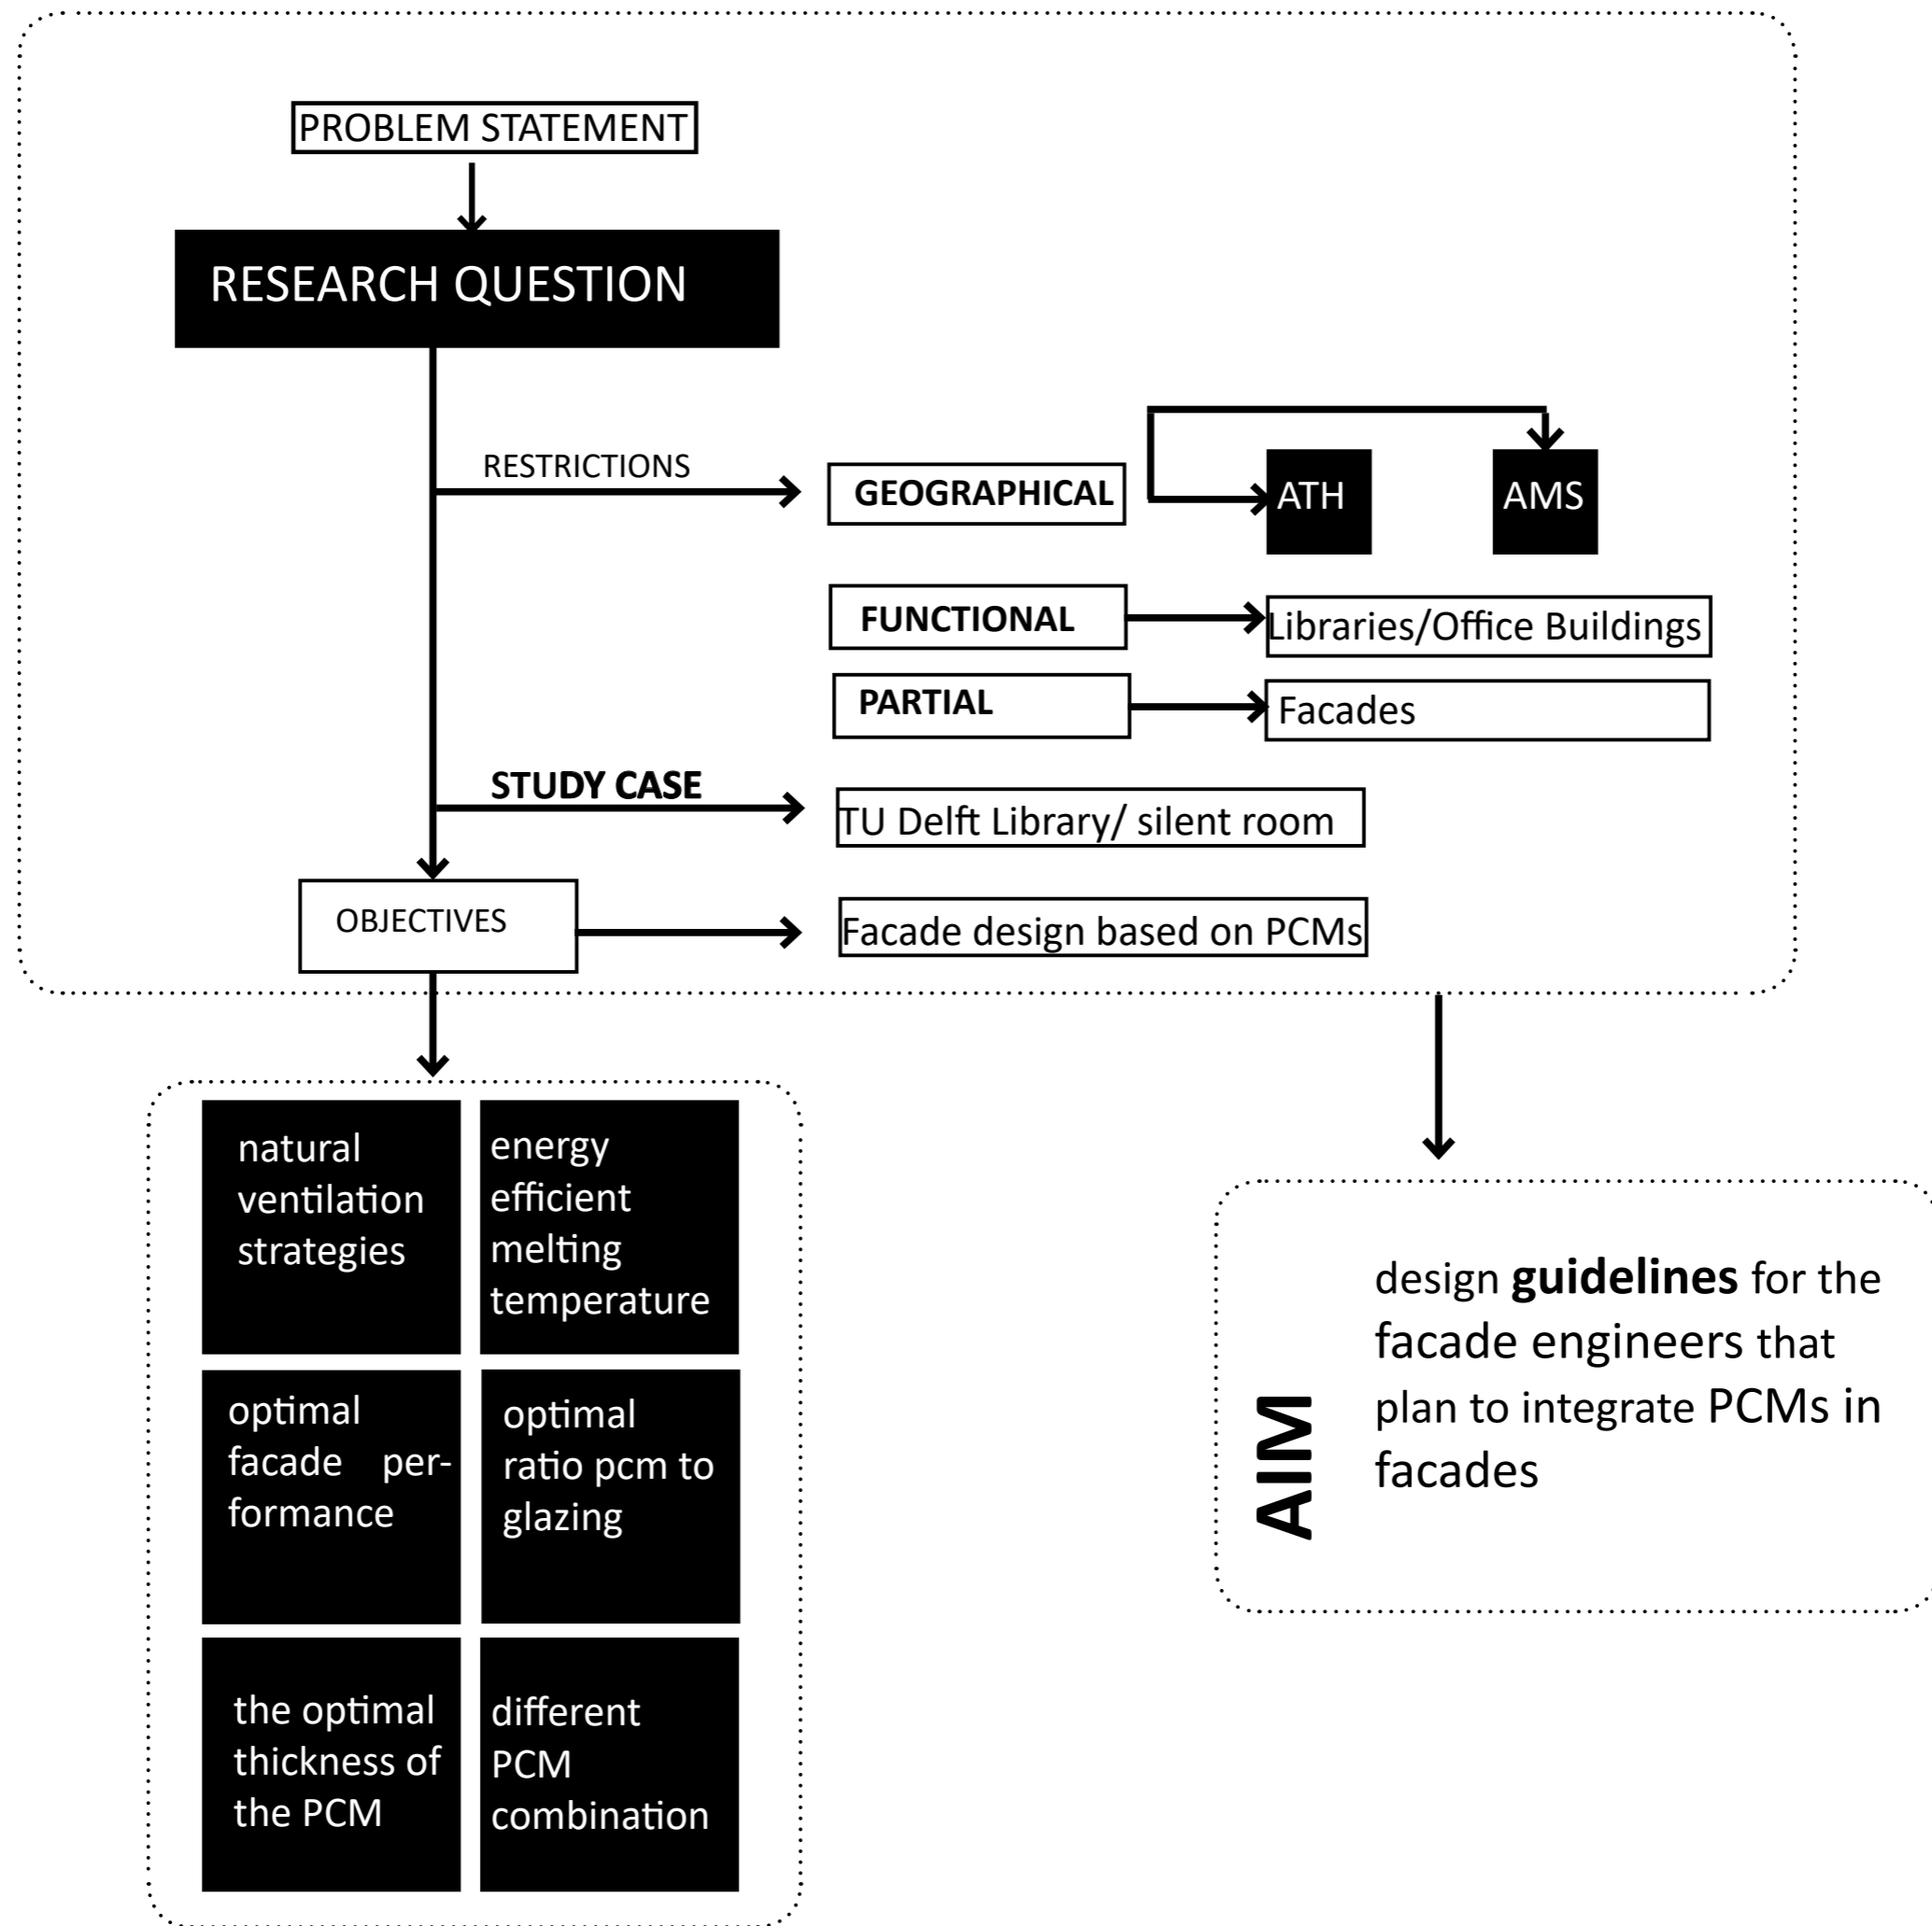 PROBLEM STATEMENT
RESEARCH QUESTION
RESTRICTIONS
GEOGRAPHICAL
ATH
AMS
FUNCTIONAL
Libraries/Office Buildings
PARTIAL
Facades
STUDY CASE
TU Delft Library/ silent room
OBJECTIVES
Facade design based on PCMs
natural
ventilation
strategies
energy
efficient
melting
temperature
optimal
facade per-
formance
optimal
ratio pcm to
glazing
the optimal
thickness of
the PCM
different
PCM
combination
AIM
design guidelines for the
facade engineers that
plan to integrate PCMs in
facades